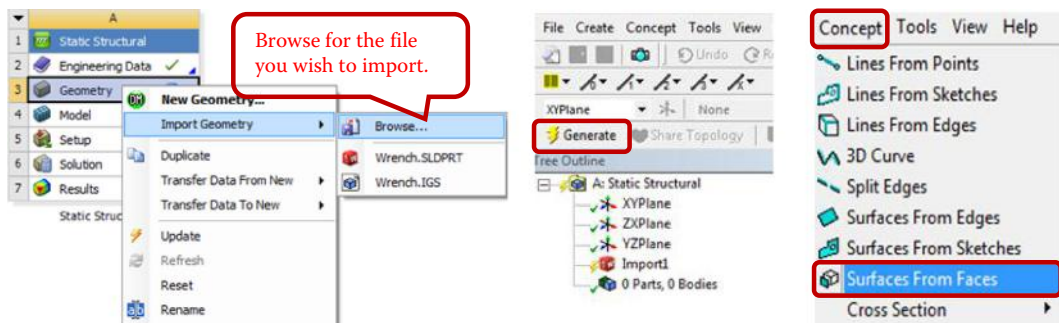 A
1 Static Structural
2 Engineering Data
3 Geometry
4 Model
5 Setup
6 Solution
7 Results
Static Struc
New Geometry...
Import Geometry
Duplicate
Transfer Data From New
Transfer Data To New
Update
Refresh
Reset
Rename
Browse...
Wrench.SLDPRT
Wrench.IGS
Browse for the file
you wish to import.
File Create Concept Tools View
Undo
XYPlane None
Generate Share Topology
Tree Outline
A: Static Structural
XYPlane
ZXPlane
YZPlane
Import1
0 Parts, 0 Bodies
Concept Tools View Help
Lines From Points
Lines From Sketches
Lines From Edges
3D Curve
Split Edges
Surfaces From Edges
Surfaces From Sketches
Surfaces From Faces
Cross Section